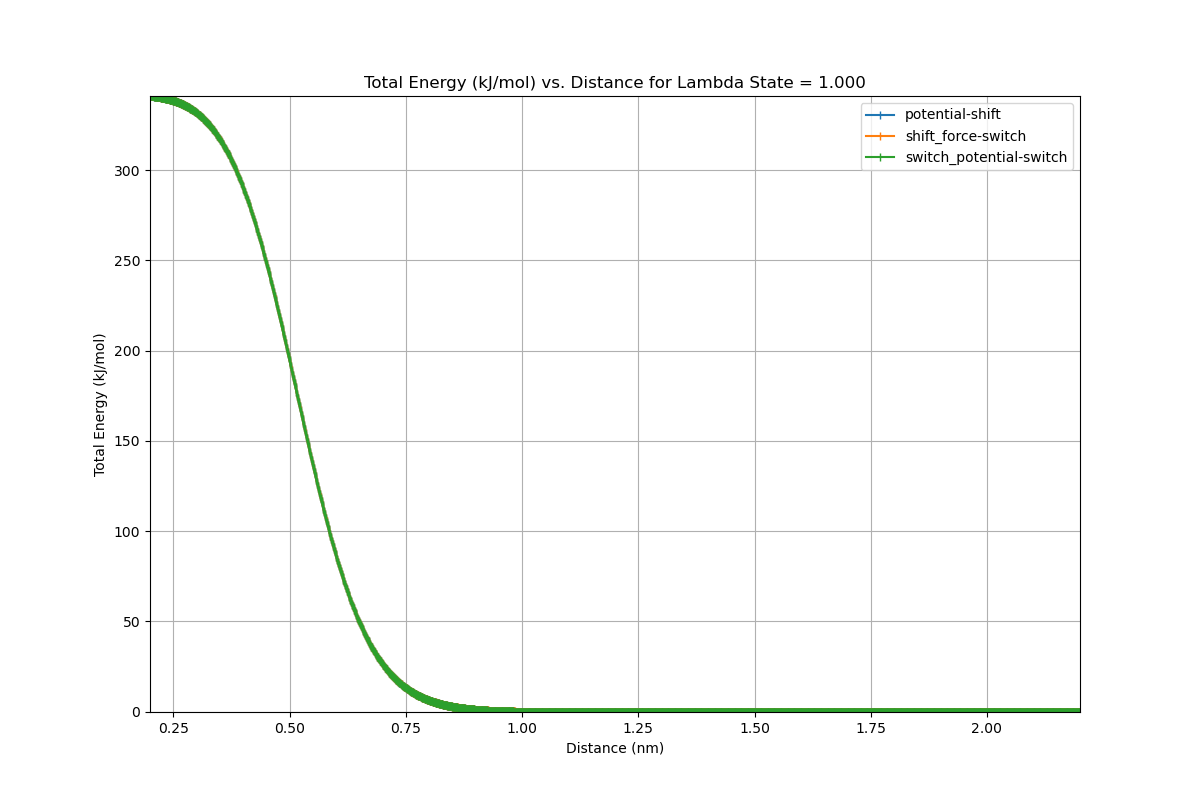 Total Energy (kJ/mol) vs. Distance for Lambda State = 1.000
potential-shift
shift_force-switch
switch_potential-switch
Total Energy (kJ/mol)
300
250
200
150
100
50
0
0.25 0.50 0.75 1.00 1.25 1.50 1.75 2.00
Distance (nm)